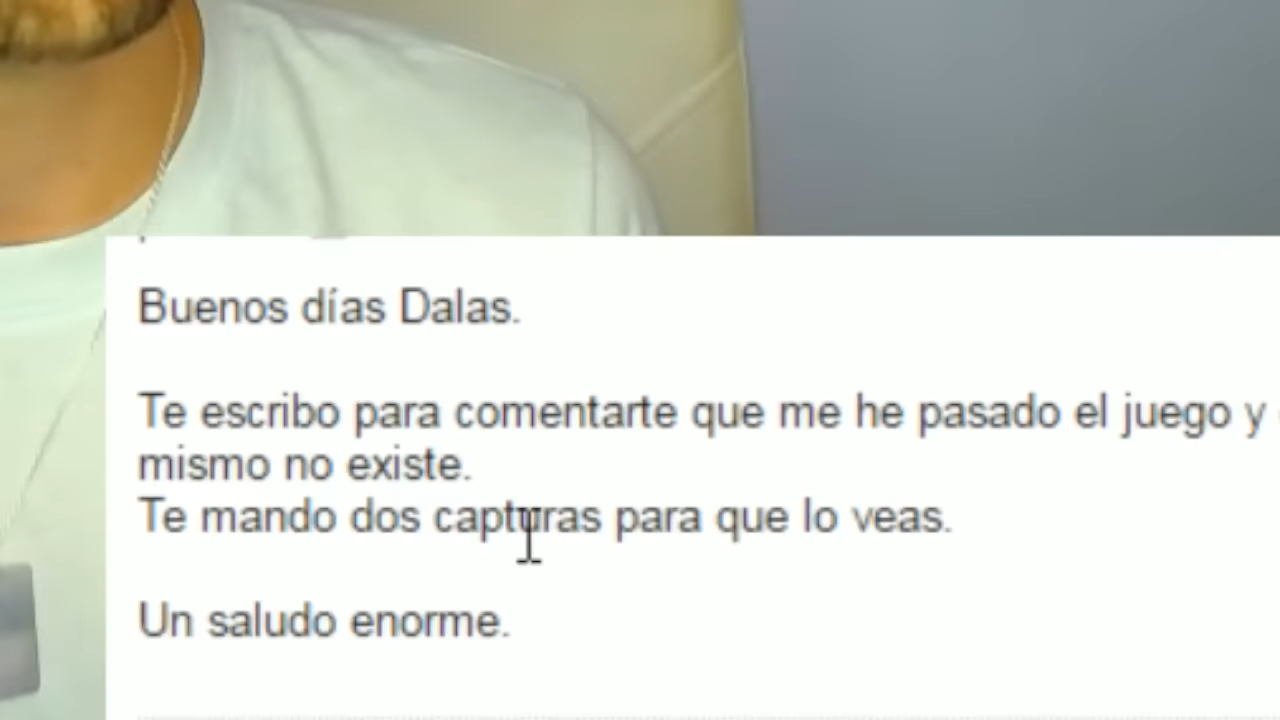 Buenos días Dalas.
Te escribo para comentarte que me he pasado el juego y
mismo no existe.
Te mando dos capturas para que lo veas.
Un saludo enorme.